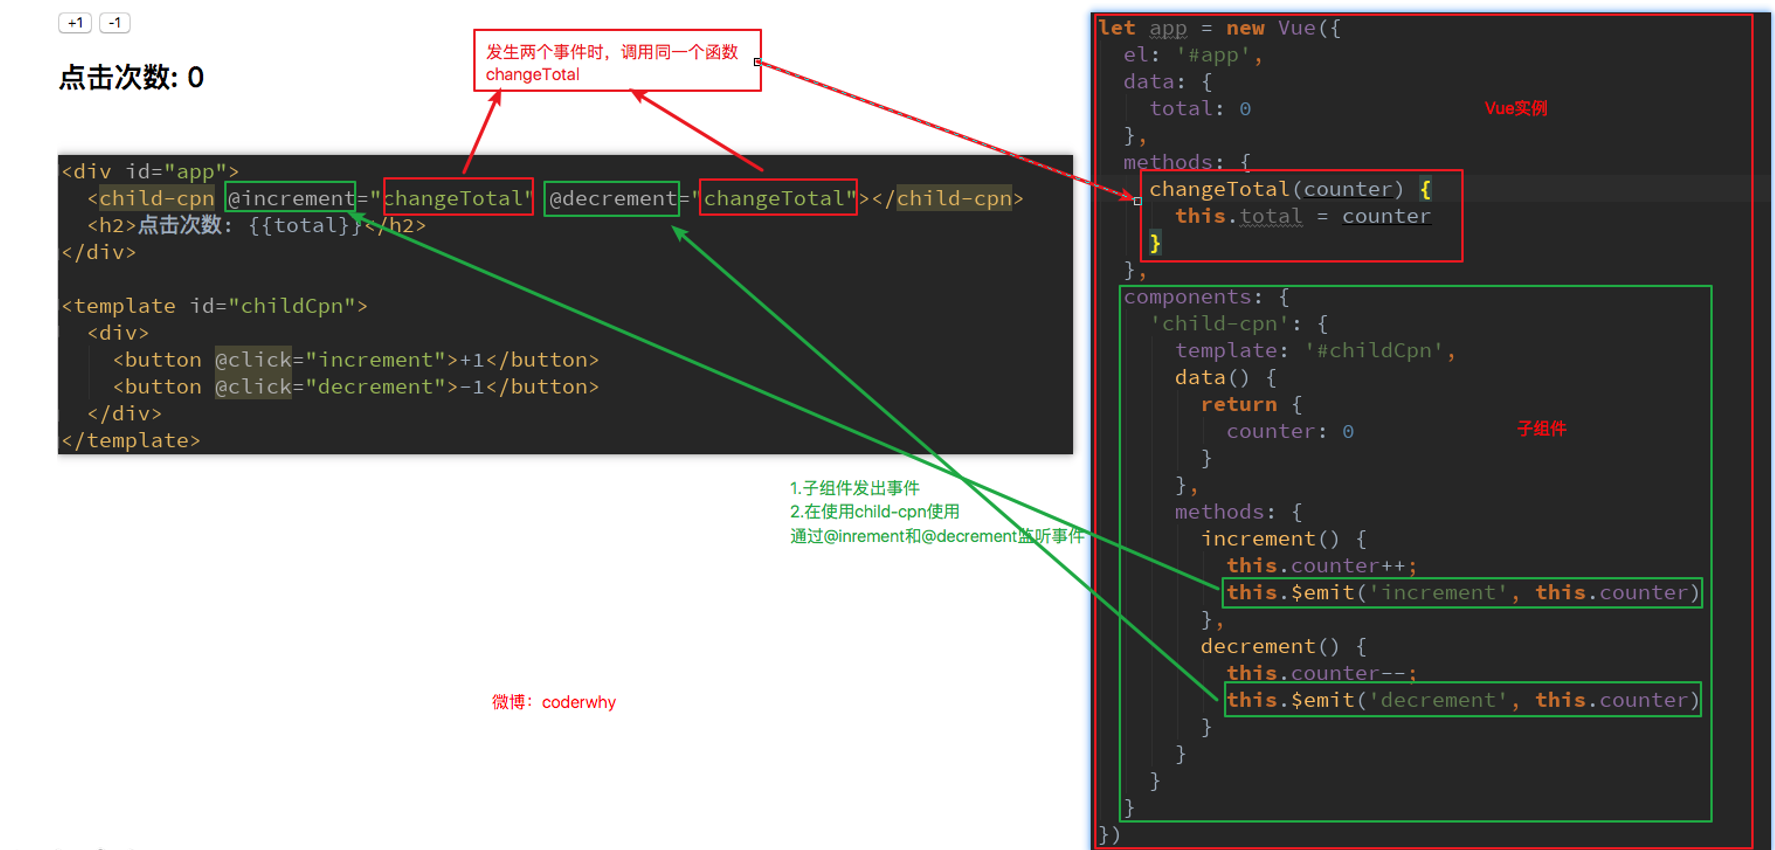 +1 -1
点击次数: 0
发生两个事件时，调用同一个函数
changeTotal
<div id="app">
<child-cpn @increment="changeTotal" @decrement="changeTotal"></child-cpn>
<h2>点击次数: {{total}}</h2>
</div>
<template id="childCpn">
<div>
<button @click="increment">+1</button>
<button @click="decrement">-1</button>
</div>
</template>
1.子组件发出事件
2.在使用child-cpn使用
通过@inrement和@decrement监听事件
微博：coderwhy
let app = new Vue({
el: '#app',
data: {
total: 0
Vue实例
},
methods: {
changeTotal(counter) {
this.total = counter
}
},
components: {
'child-cpn': {
template: '#childCpn',
data() {
return {
counter: 0
子组件
}
},
methods: {
increment() {
this.counter++;
this.$emit('increment', this.counter)
},
decrement() {
this.counter--;
this.$emit('decrement', this.counter)
}
}
}
}
})